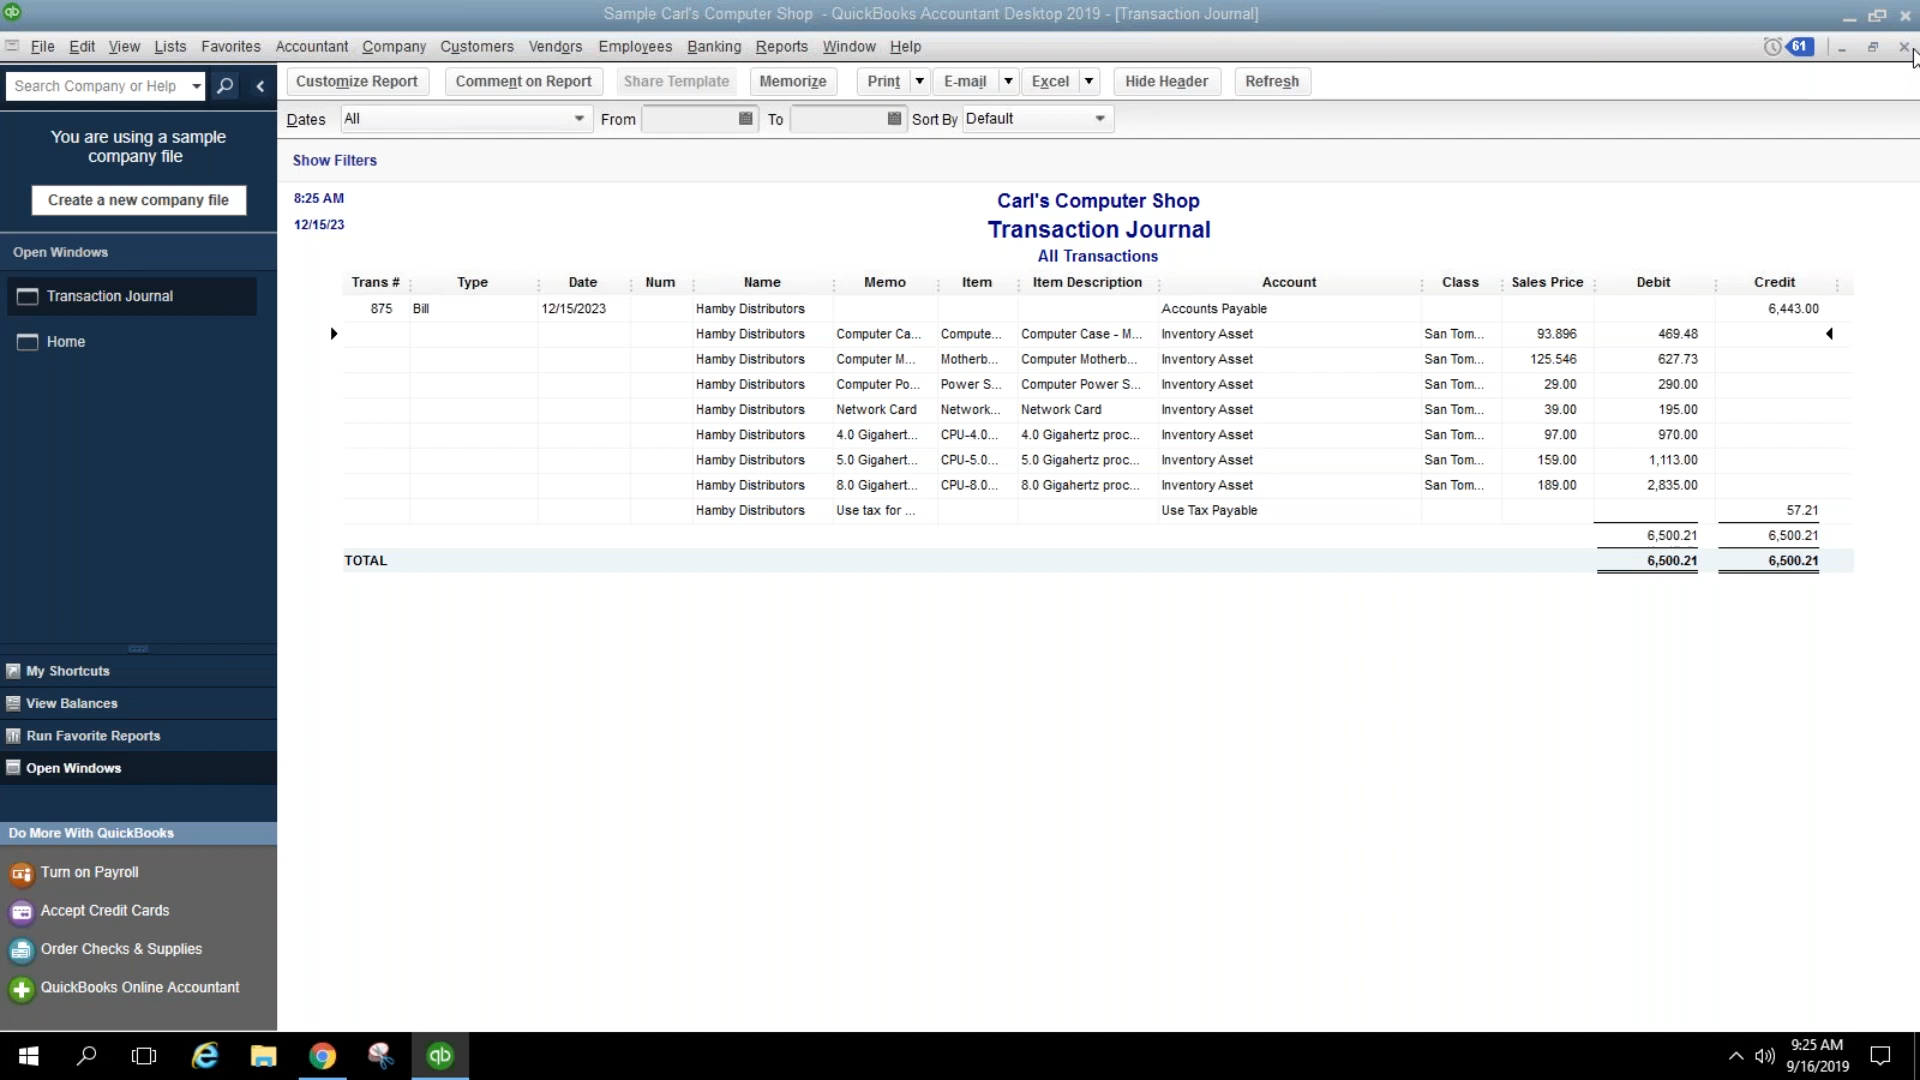 Sample Carl's Computer Shop - QuickBooks Accountant Desktop 2019 - [Transaction Journal]
File Edit View Lists Favorites Accountant Company Customers Vendors Employees Banking Reports Window Help 61
Search Company or Help
Customize Report Comment on Report Share Template Memorize Print E-mail Excel Hide Header Refresh
Dates All From To Sort By Default
Show Filters
You are using a sample
company file
Create a new company file
Open Windows
Transaction Journal
Home
My Shortcuts
View Balances
Run Favorite Reports
Open Windows
Do More With QuickBooks
Turn on Payroll
Accept Credit Cards
Order Checks & Supplies
QuickBooks Online Accountant
8:25 AM
12/15/23
Carl's Computer Shop
Transaction Journal
All Transactions
Trans # Type Date Num Name Memo Item Item Description Account Class Sales Price Debit Credit
875 Bill 12/15/2023 Hamby Distributors Accounts Payable 6,443.00
Hamby Distributors Computer Ca... Compute... Computer Case - M... Inventory Asset San Tom... 93.896 469.48
Hamby Distributors Computer M... Motherb... Computer Motherb... Inventory Asset San Tom... 125.546 627.73
Hamby Distributors Computer Po... Power S... Computer Power S... Inventory Asset San Tom... 29.00 290.00
Hamby Distributors Network Card Network... Network Card Inventory Asset San Tom... 39.00 195.00
Hamby Distributors 4.0 Gigahert... CPU-4.0... 4.0 Gigahertz proc... Inventory Asset San Tom... 97.00 970.00
Hamby Distributors 5.0 Gigahert... CPU-5.0... 5.0 Gigahertz proc... Inventory Asset San Tom... 159.00 1,113.00
Hamby Distributors 8.0 Gigahert... CPU-8.0... 8.0 Gigahertz proc... Inventory Asset San Tom... 189.00 2,835.00
Hamby Distributors Use tax for ... Use Tax Payable 57.21
6,500.21 6,500.21
TOTAL 6,500.21 6,500.21
qb
9:25 AM
9/16/2019